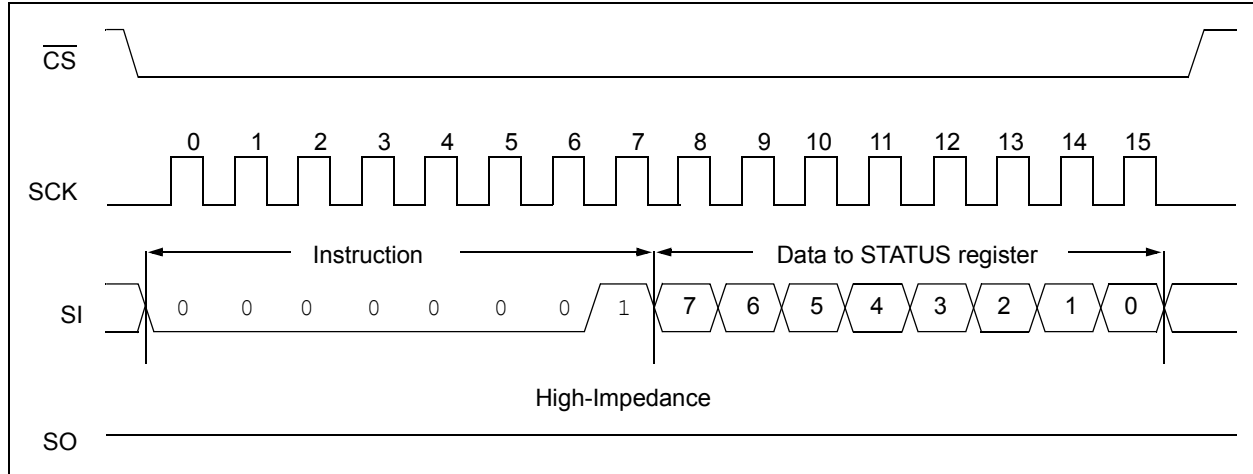 CS
0 1 2 3 4 5 6 7 8 9 10 11 12 13 14 15
SCK
Instruction Data to STATUS register
SI 0 0 0 0 0 0 0 1 7 6 5 4 3 2 1 0
High-Impedance
SO